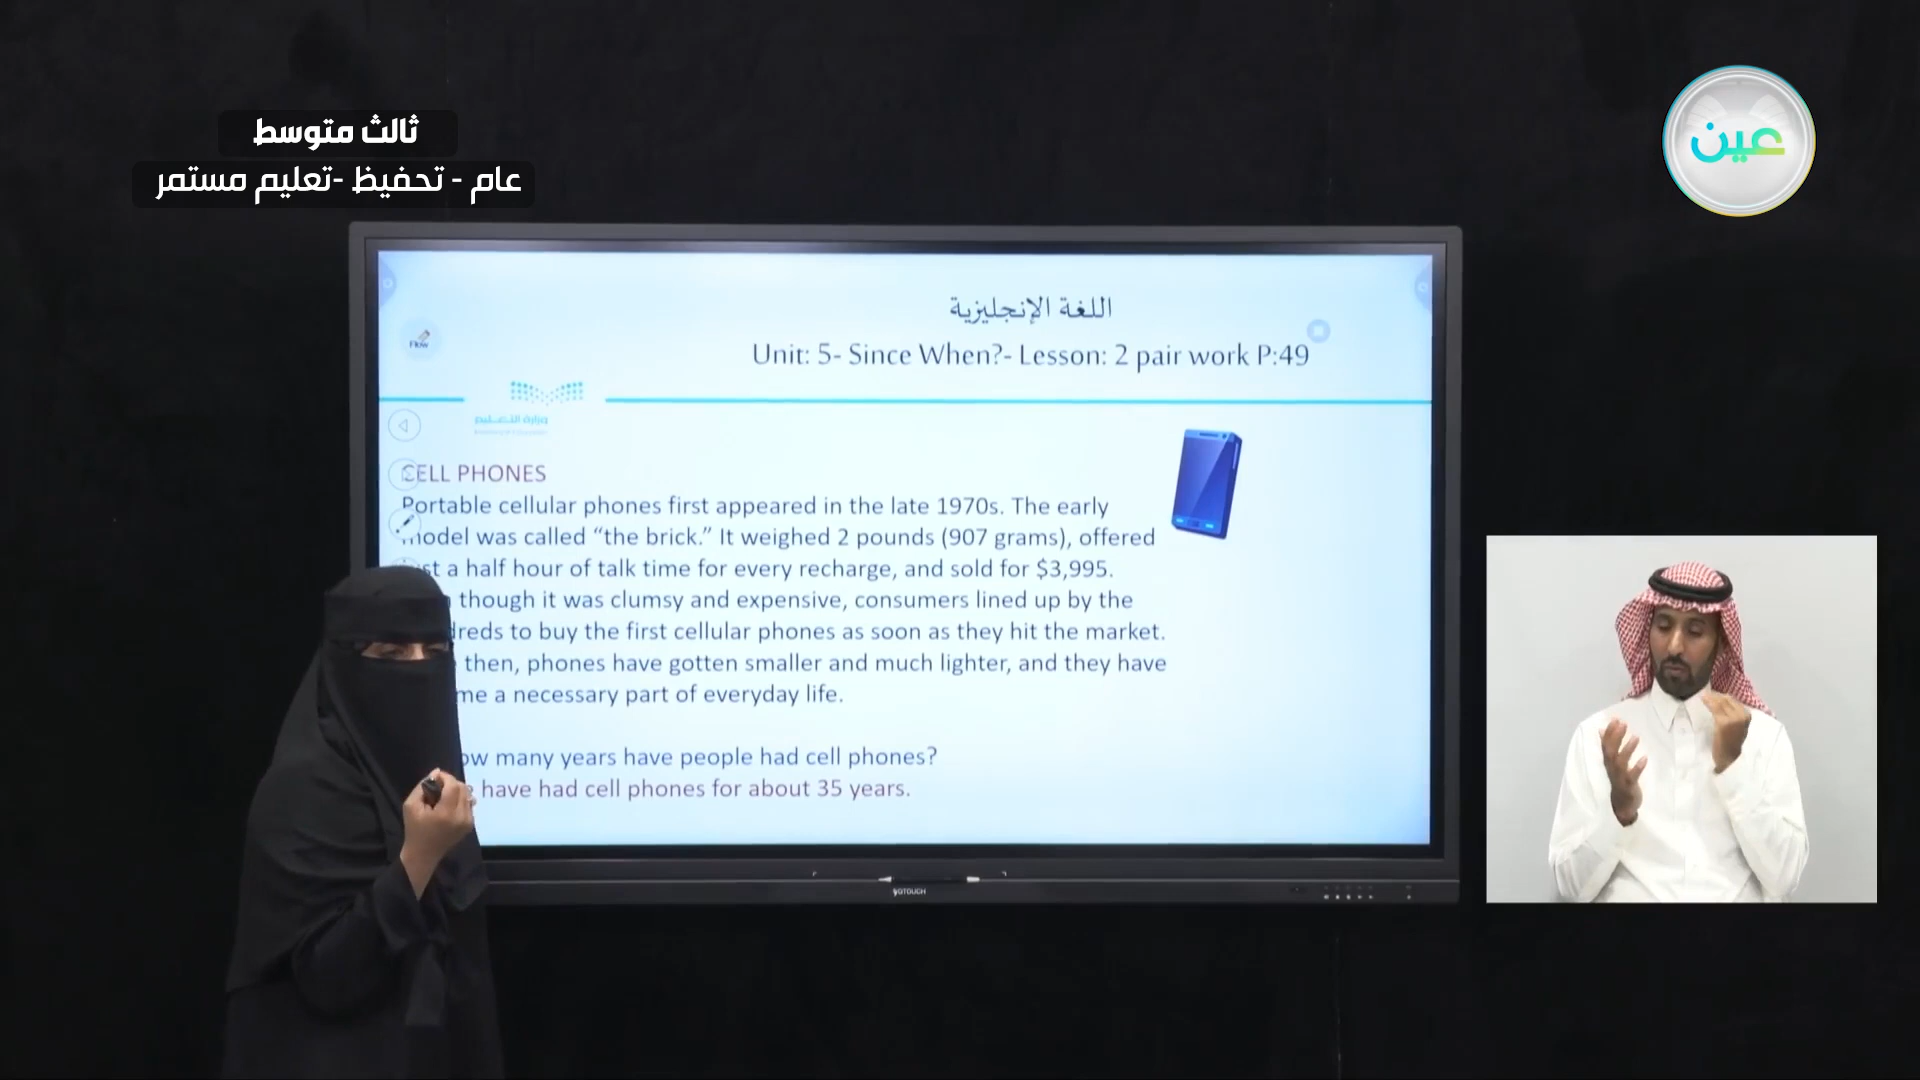 ثالث متوسط
عام - تحفيظ -تعليم مستمر
عين
اللغة الإنجليزية
Unit: 5- Since When?- Lesson: 2 pair work P:49
Flow
وزارة التعليم
CELL PHONES
Portable cellular phones first appeared in the late 1970s. The early
model was called “the brick.” It weighed 2 pounds (907 grams), offered
a half hour of talk time for every recharge, and sold for $3,995.
though it was clumsy and expensive, consumers lined up by the
to buy the first cellular phones as soon as they hit the market.
then, phones have gotten smaller and much lighter, and they have
a necessary part of everyday life.
many years have people had cell phones?
have had cell phones for about 35 years.